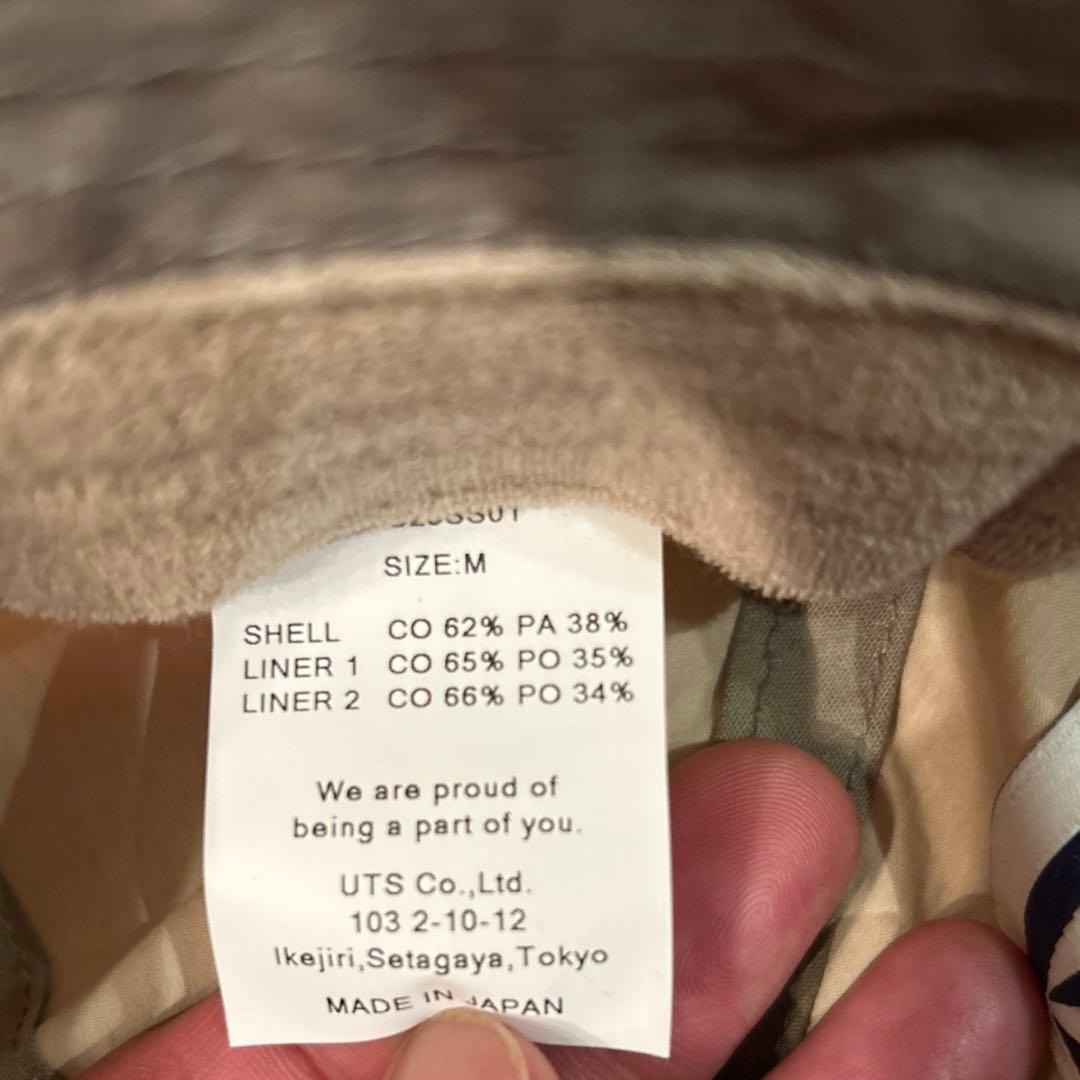 SIZE:M
SHELL CO 62% PA 38%
LINER 1 CO 65% PO 35%
LINER 2 CO 66% PO 34%
We are proud of
being a part of you.
UTS Co.,Ltd.
103 2-10-12
Ikejiri,Setagaya,Tokyo
MADE IN JAPAN